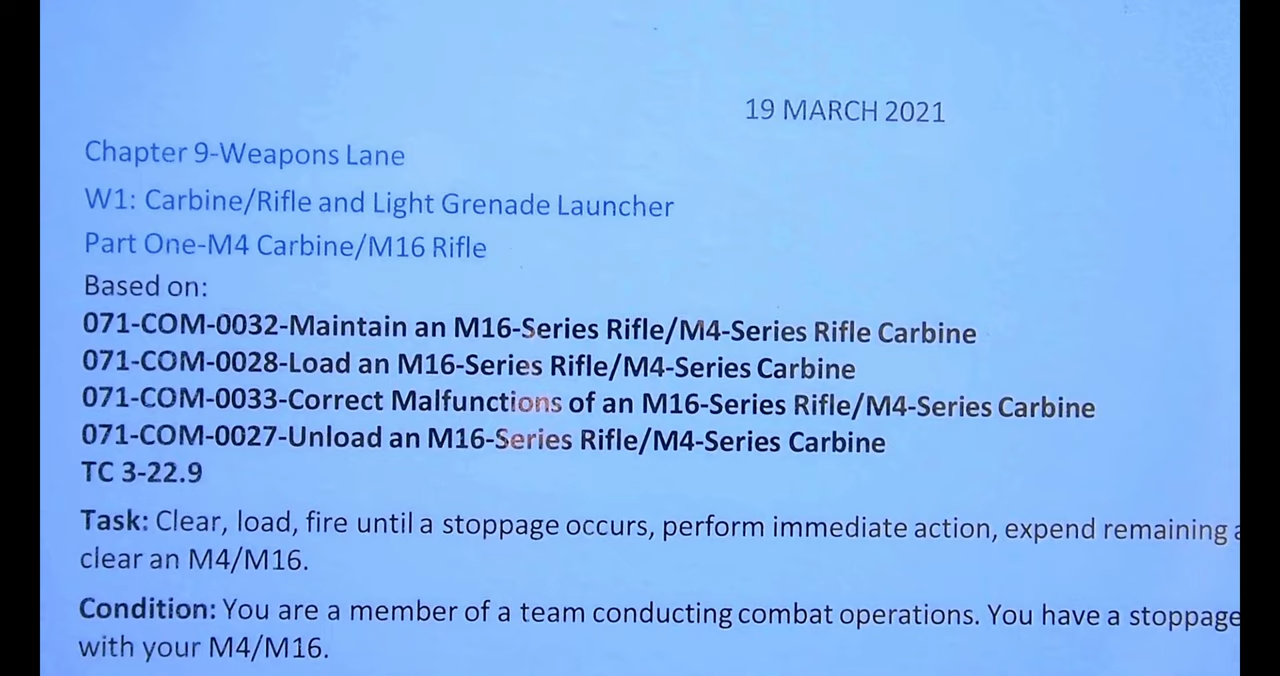 19 MARCH 2021
Chapter 9-Weapons Lane
W1: Carbine/Rifle and Light Grenade Launcher
Part One-M4 Carbine/M16 Rifle
Based on:
071-COM-0032-Maintain an M16-Series Rifle/M4-Series Rifle Carbine
071-COM-0028-Load an M16-Series Rifle/M4-Series Carbine
071-COM-0033-Correct Malfunctions of an M16-Series Rifle/M4-Series Carbine
071-COM-0027-Unload an M16-Series Rifle/M4-Series Carbine
TC 3-22.9
Task: Clear, load, fire until a stoppage occurs, perform immediate action, expend remaining
clear an M4/M16.
Condition: You are a member of a team conducting combat operations. You have a stoppage
with your M4/M16.